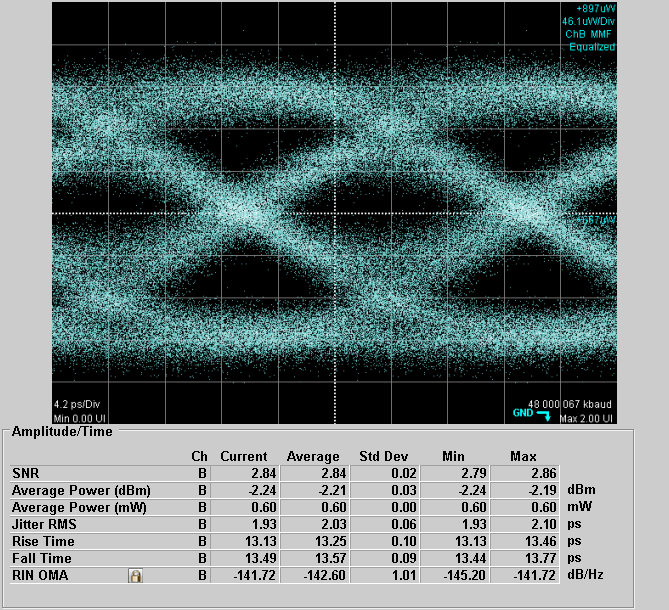 +897uW
46.1uW/Div
ChB MMF
Equalized
4.2 ps/Div
48 000 067 kbaud
Min 0.00 UI
GND
Max 2.00 UI
Amplitude/Time
Ch Current Average Std Dev Min Max
SNR B 2.84 2.84 0.02 2.79 2.86
Average Power (dBm) B -2.24 -2.21 0.03 -2.24 -2.19 dBm
Average Power (mW) B 0.60 0.60 0.00 0.60 0.60 mW
Jitter RMS B 1.93 2.03 0.06 1.93 2.10 ps
Rise Time B 13.13 13.25 0.10 13.13 13.46 ps
Fall Time B 13.49 13.57 0.09 13.44 13.77 ps
RIN OMA B -141.72 -142.60 1.01 -145.20 -141.72 dB/Hz